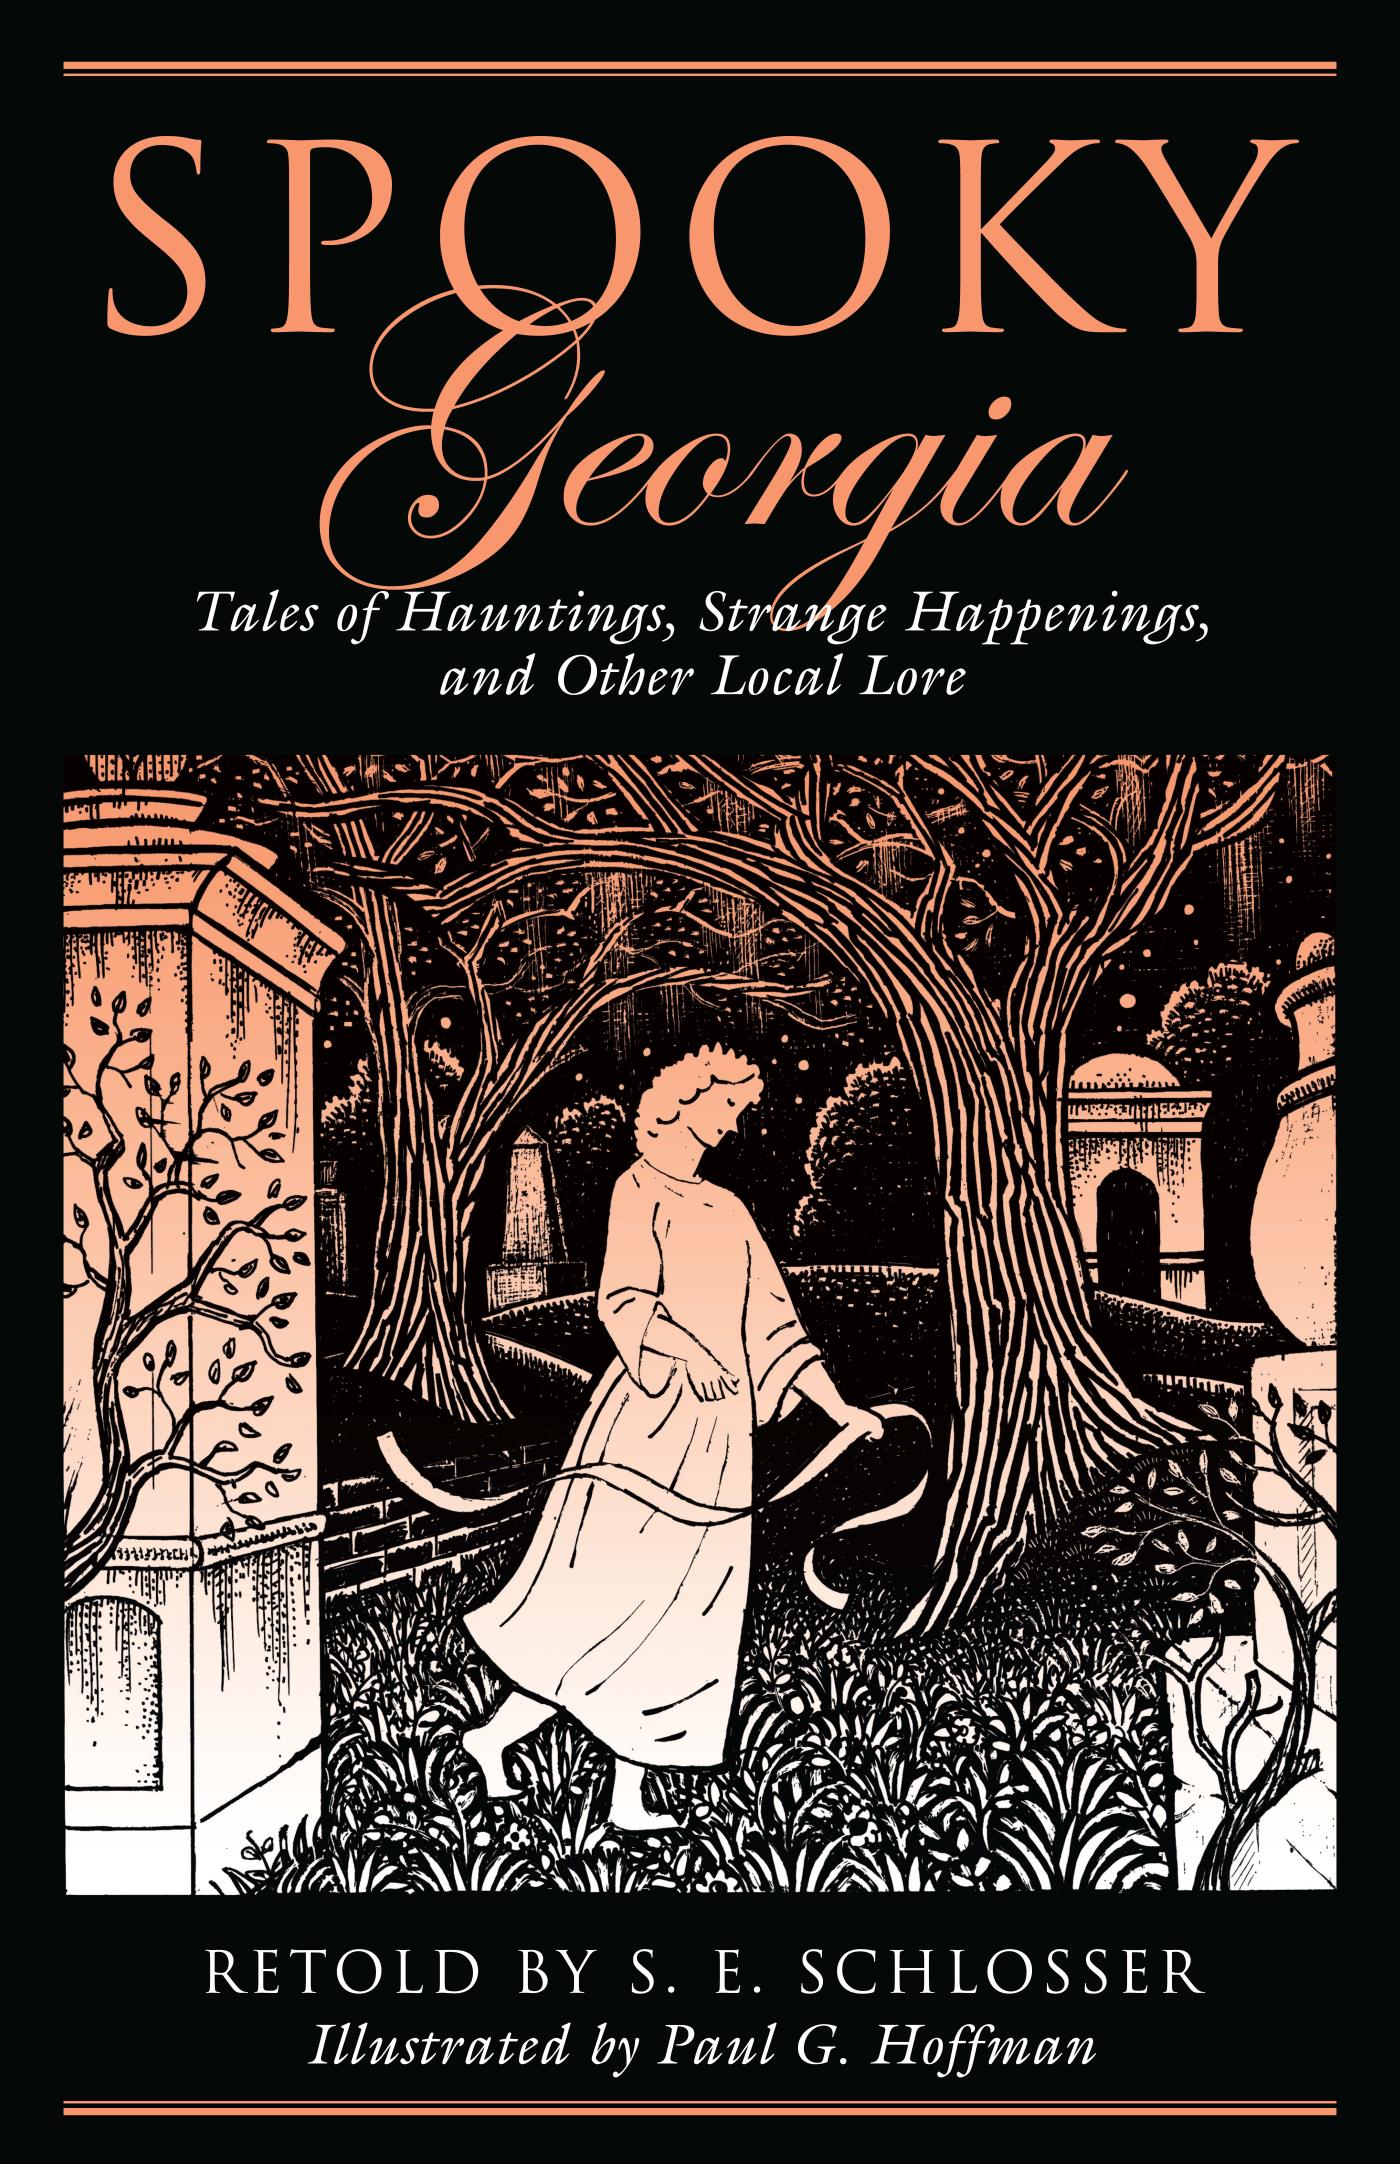 SPOOKY
Georgia
Tales of Hauntings, Strange Happenings,
and Other Local Lore
RETOLD BY S. E. SCHLOSSER
Illustrated by Paul G. Hoffman